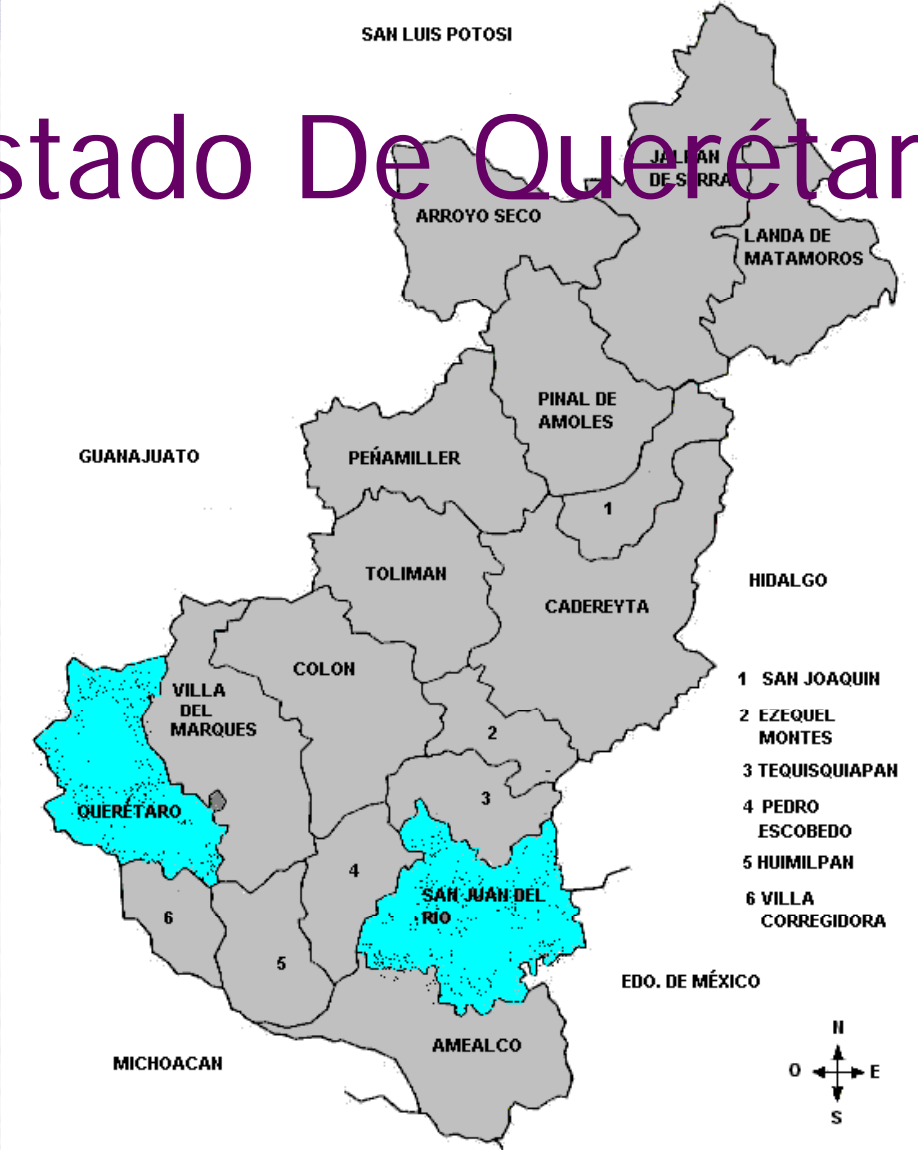 SAN LUIS POTOSI
stado De Querétar
JALPAN
DE SERRA
ARROYO SECO
LANDA DE
MATAMOROS
PINAL DE
AMOLES
GUANAJUATO
PEÑAMILLER
1
TOLIMAN
HIDALGO
CADEREYTA
COLON
1 SAN JOAQUIN
VILLA
DEL
MARQUES
2
2 EZEQUEL
MONTES
3 TEQUISQUIAPAN
3
QUERÉTARO
4 PEDRO
ESCOBEDO
5 HUIMILPAN
4
SAN JUAN DEL
RIO
6
6 VILLA
CORREGIDORA
5
EDO. DE MÉXICO
AMEALCO
MICHOACAN
N
O E
S